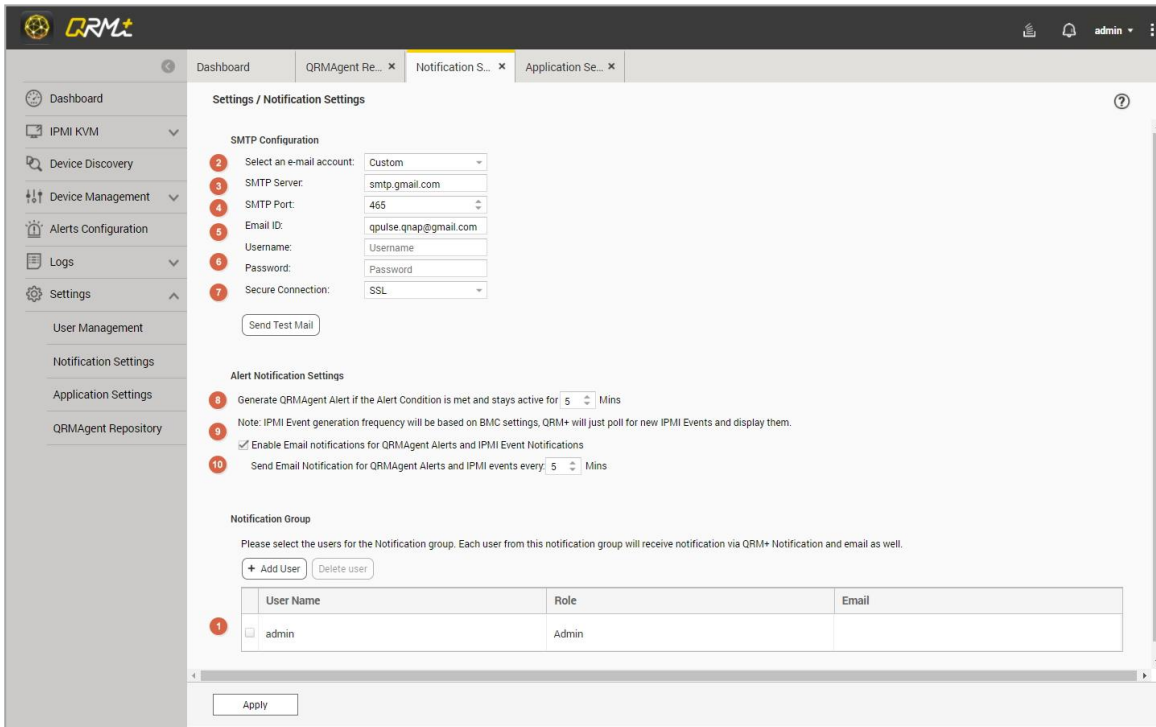 QRM+
admin
Dashboard
QRMAgent Re... ×
Notification S... ×
Application Se... ×
Dashboard
IPMI KVM
Device Discovery
Device Management
Alerts Configuration
Logs
Settings
User Management
Notification Settings
Application Settings
QRMAgent Repository
Settings / Notification Settings
?
SMTP Configuration
2 Select an e-mail account: Custom
3 SMTP Server: smtp.gmail.com
4 SMTP Port: 465
5 Email ID: qpulse.qnap@gmail.com
Username: Username
6 Password: Password
7 Secure Connection: SSL
Send Test Mail
Alert Notification Settings
8 Generate QRMAgent Alert if the Alert Condition is met and stays active for 5 Mins
Note: IPMI Event generation frequency will be based on BMC settings, QRM+ will just poll for new IPMI Events and display them.
9 Enable Email notifications for QRMAgent Alerts and IPMI Event Notifications
10 Send Email Notification for QRMAgent Alerts and IPMI events every: 5 Mins
Notification Group
Please select the users for the Notification group. Each user from this notification group will receive notification via QRM+ Notification and email as well.
+ Add User Delete user
User Name Role Email
1 admin Admin
Apply